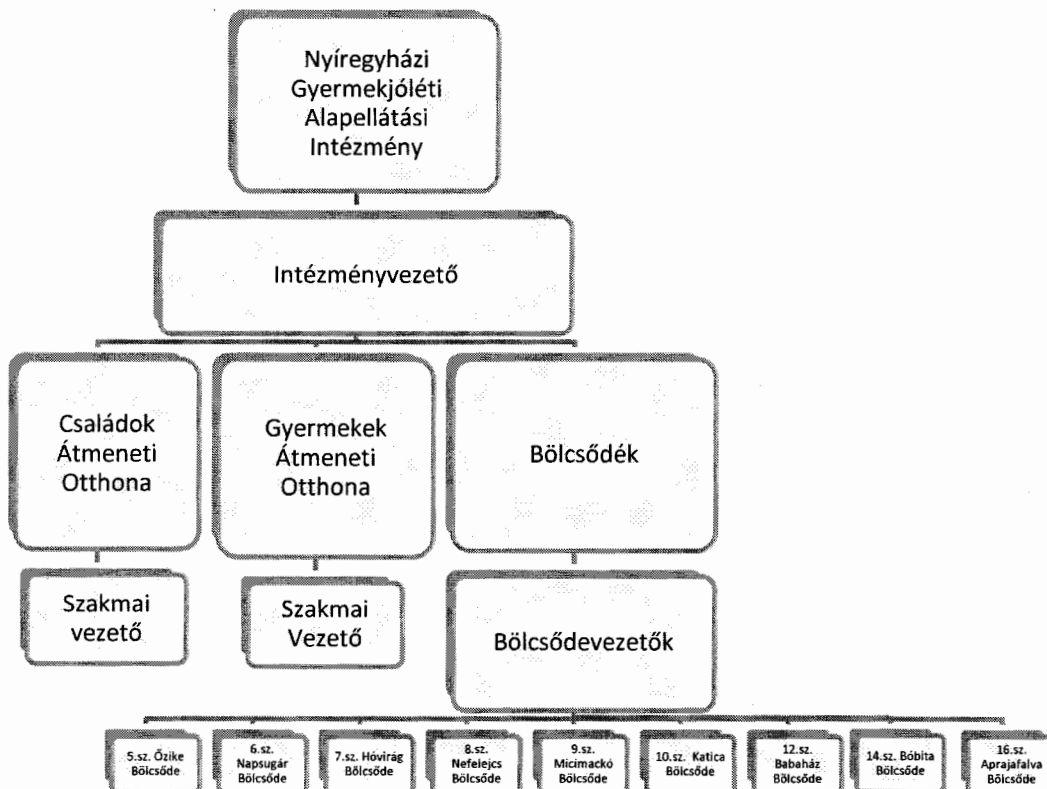 Nyíregyházi
Gyermekjóléti
Alapellátási
Intézmény
Intézményvezető
Családok
Átmeneti
Otthona
Gyermekek
Átmeneti
Otthona
Bölcsődék
Szakmai
vezető
Szakmai
Vezető
Bölcsődevezetők
5.sz. Őzike
Bölcsőde
6.sz.
Napsugár
Bölcsőde
7.sz. Hóvirág
Bölcsőde
8.sz.
Nefelejcs
Bölcsőde
9.sz.
Micimackó
Bölcsőde
10.sz. Katica
Bölcsőde
12.sz.
Babaház
Bölcsőde
14.sz. Bóbita
Bölcsőde
16.sz.
Aprajafalva
Bölcsőde